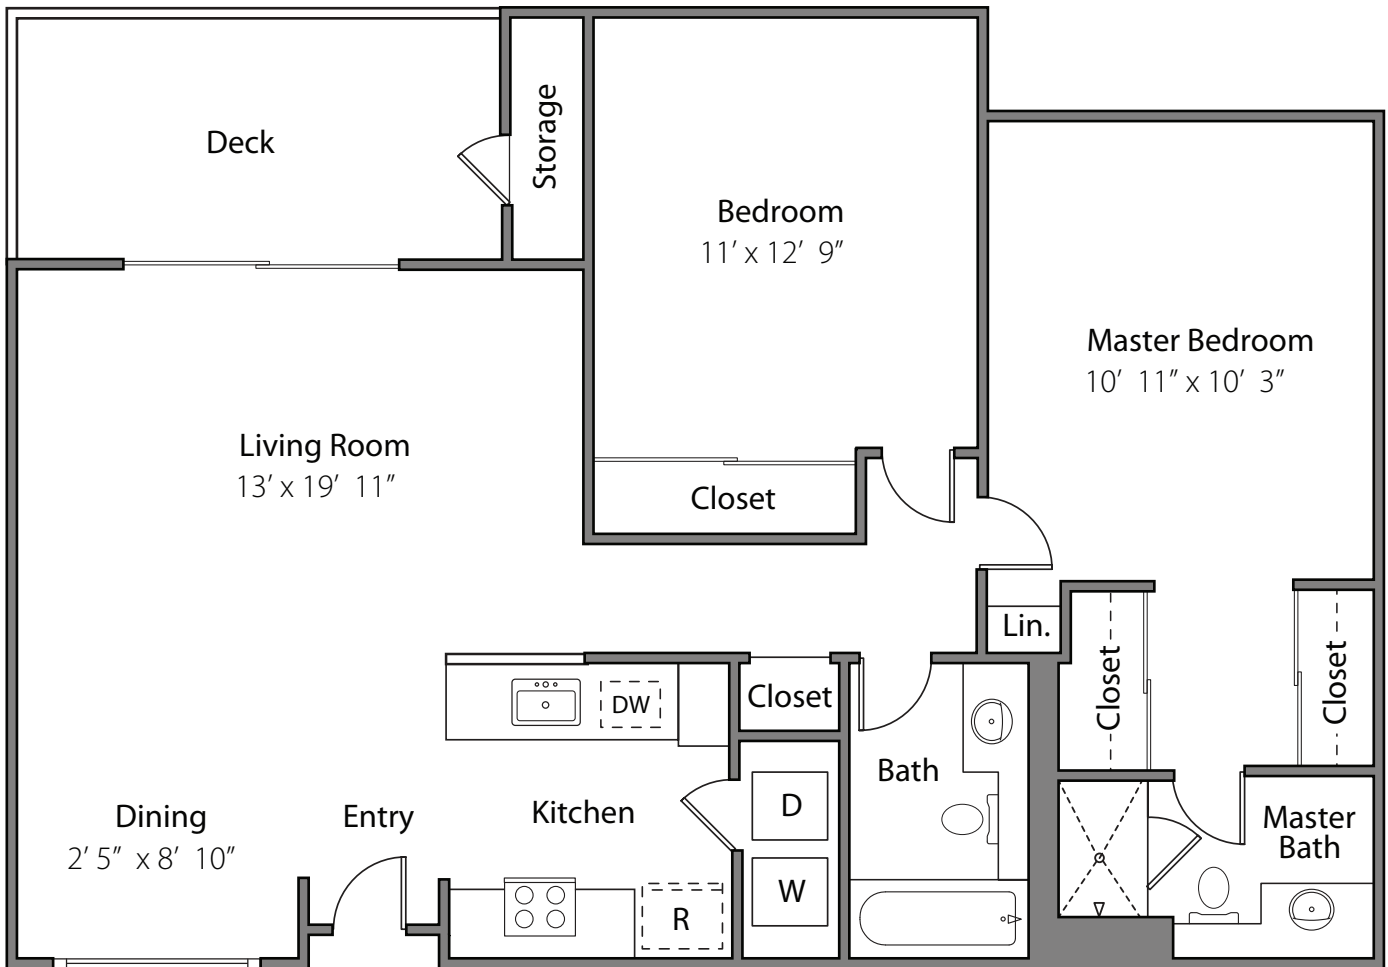 Deck
Storage
Bedroom
11’ x 12’ 9”
Master Bedroom
10’ 11” x 10’ 3”
Living Room
13’ x 19’ 11”
Closet
Lin.
Closet
Closet
Closet
DW
Bath
D
Dining
2’ 5” x 8’ 10”
Entry
Kitchen
Master
Bath
W
R